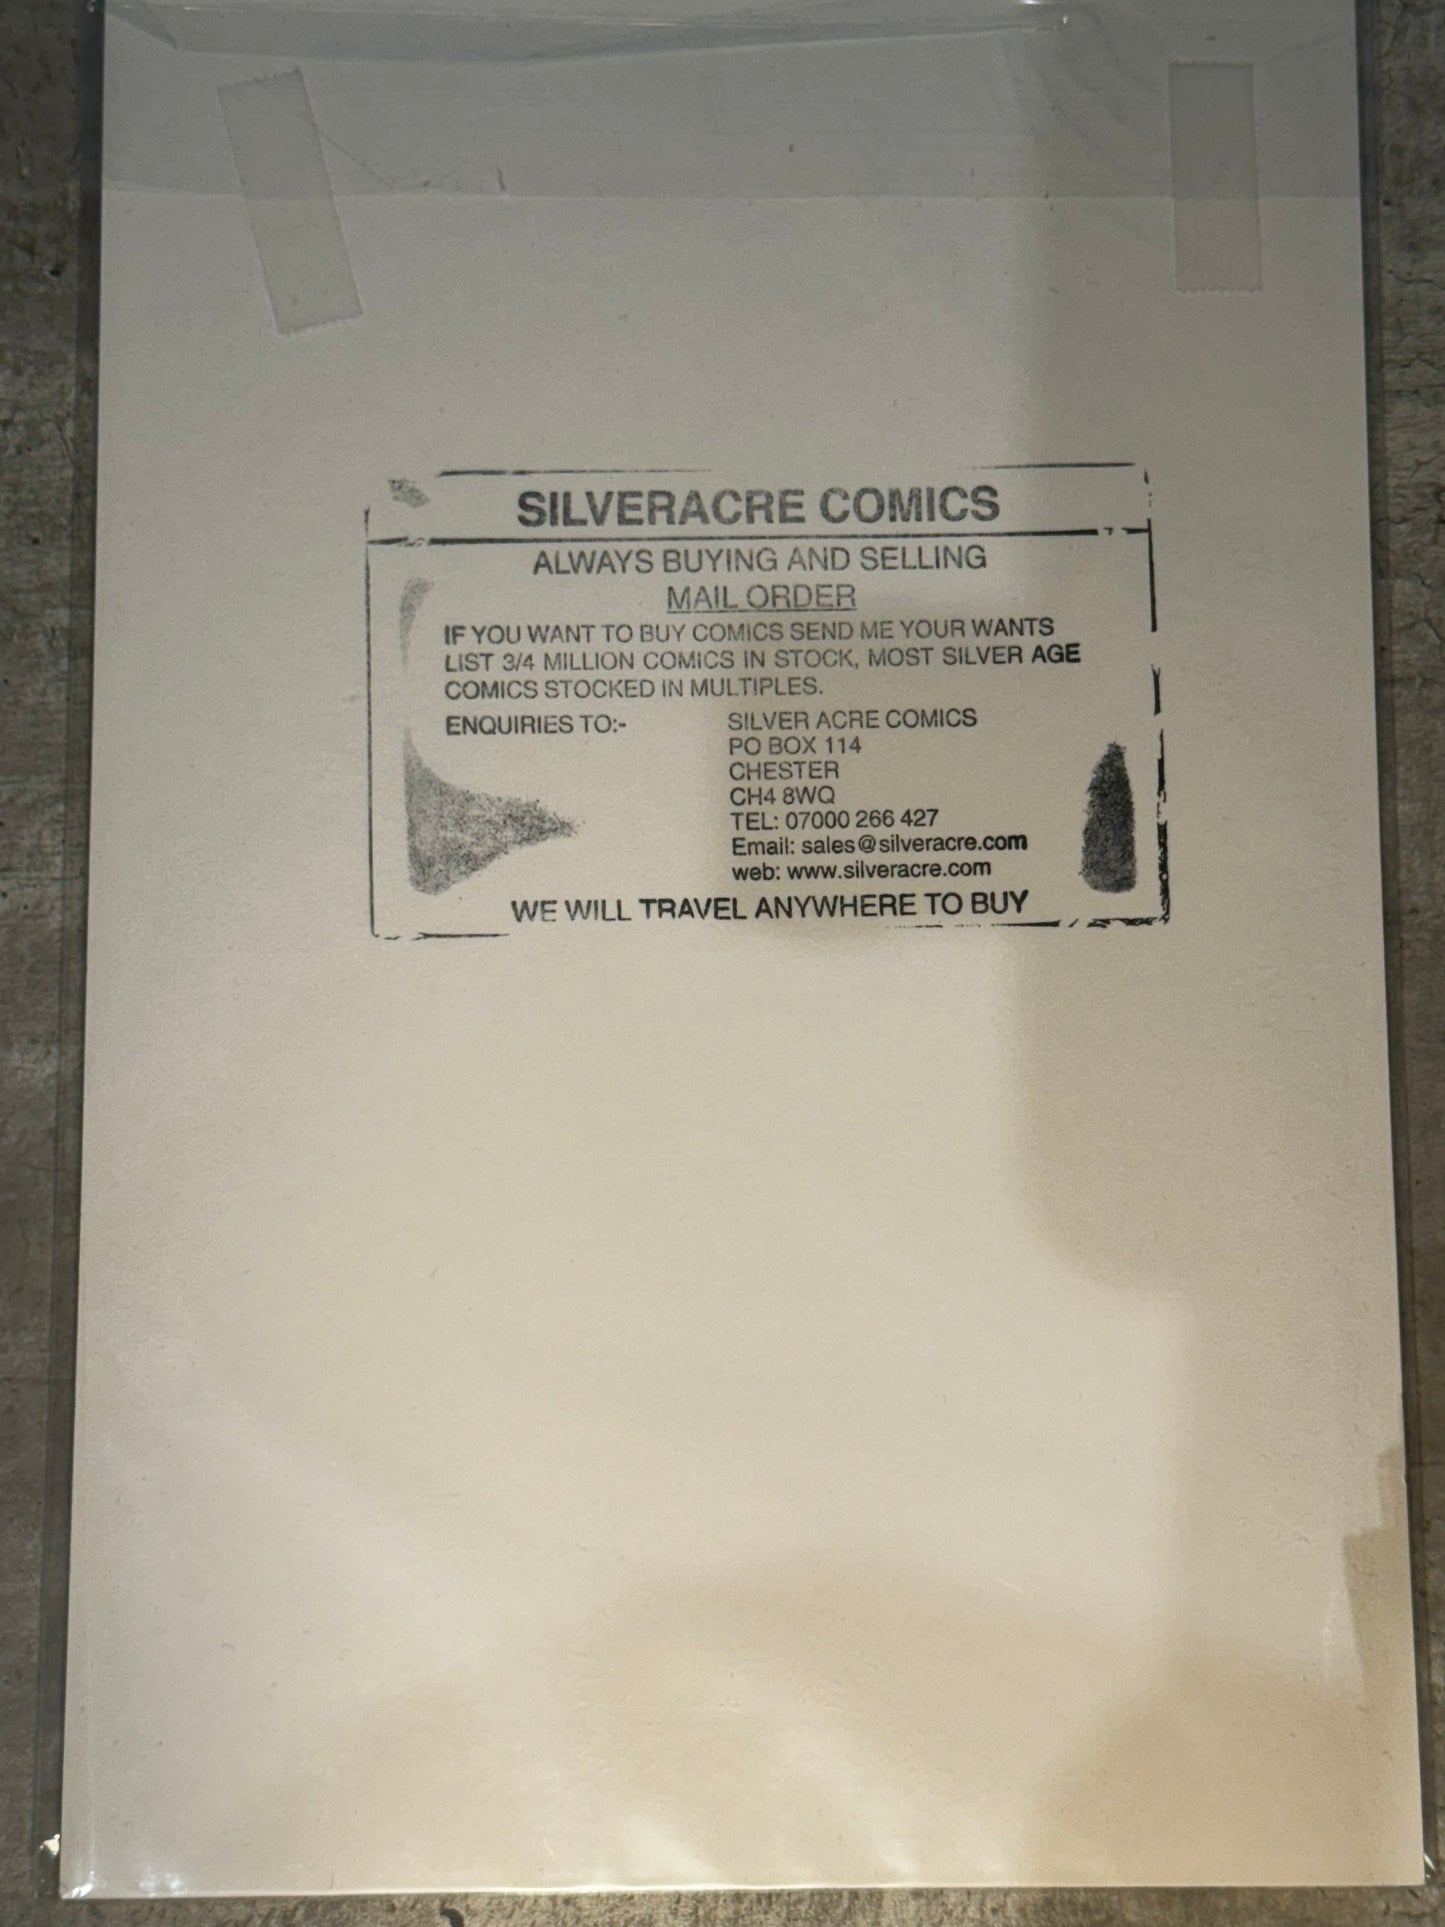 SILVERACRE COMICS
ALWAYS BUYING AND SELLING
MAIL ORDER
IF YOU WANT TO BUY COMICS SEND ME YOUR WANTS
LIST 3/4 MILLION COMICS IN STOCK, MOST SILVER AGE
COMICS STOCKED IN MULTIPLES.
ENQUIRIES TO:- SILVER ACRE COMICS
PO BOX 114
CHESTER
CH4 8WQ
TEL: 07000 266 427
Email: sales@silveracre.com
web: www.silveracre.com
WE WILL TRAVEL ANYWHERE TO BUY